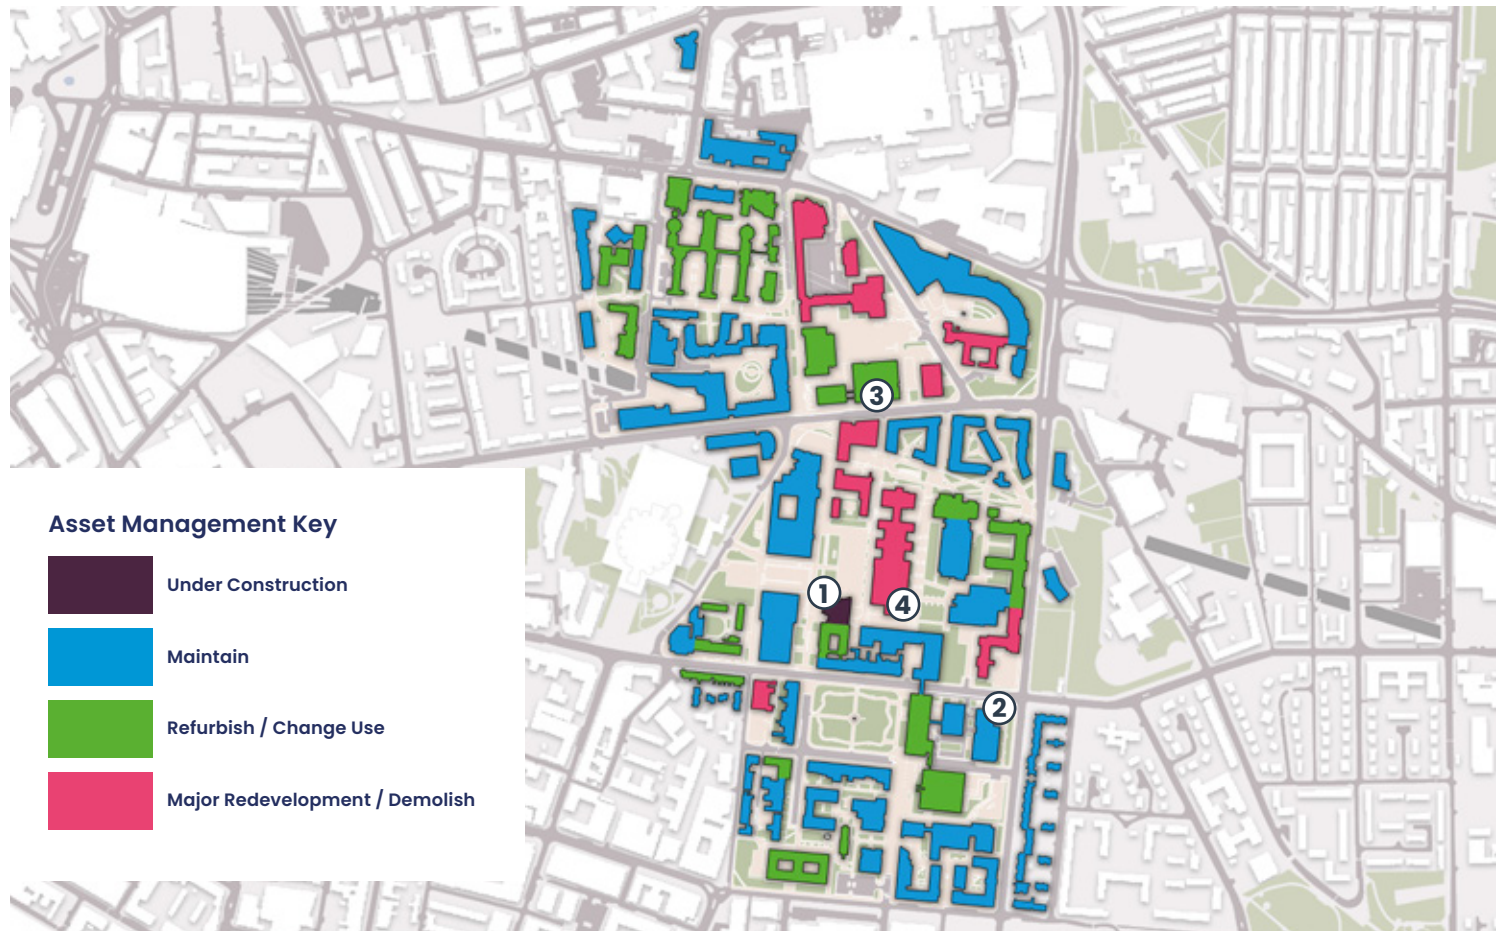 3
1
4
2
Asset Management Key
Under Construction
Maintain
Refurbish / Change Use
Major Redevelopment / Demolish